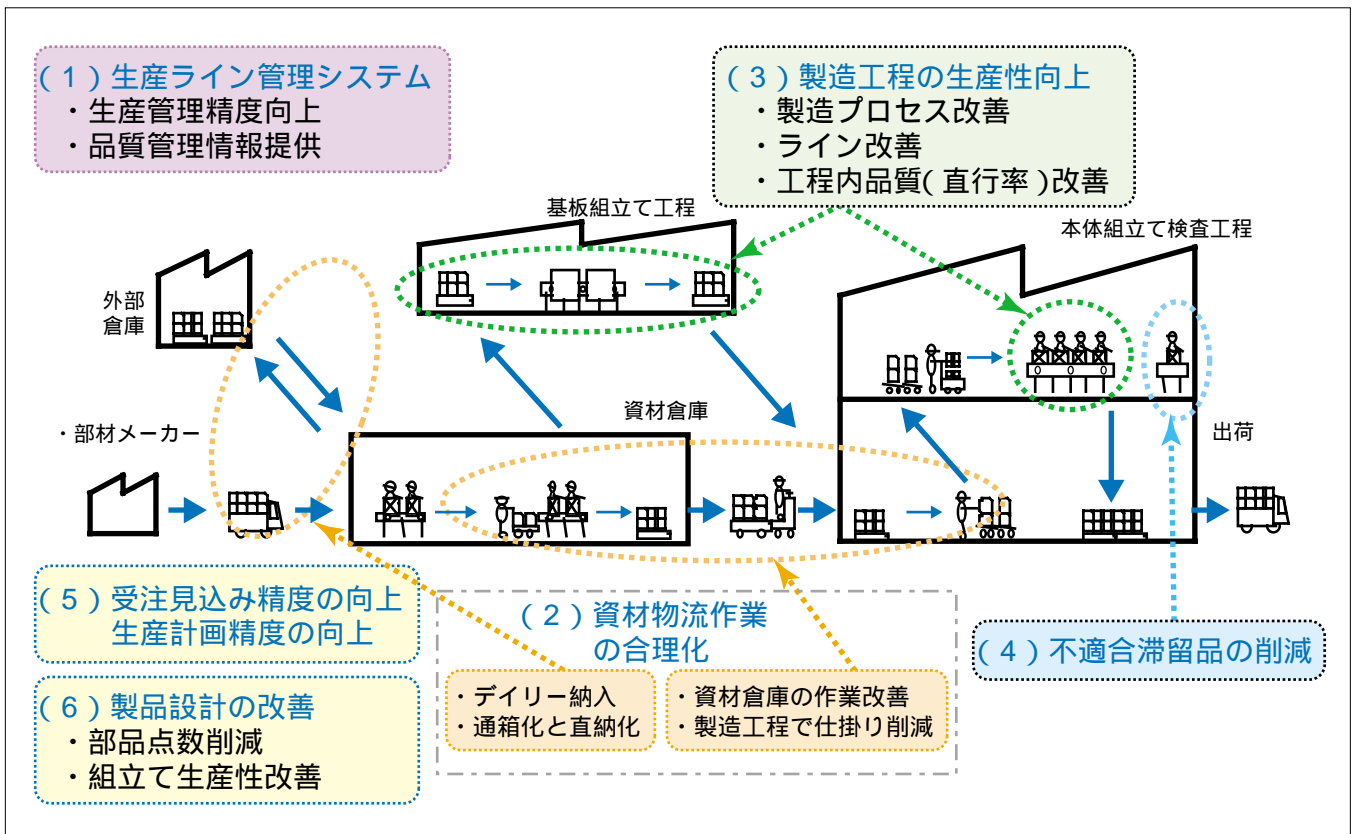 (1)生産ライン管理システム
・生産管理精度向上
・品質管理情報提供
(3)製造工程の生産性向上
・製造プロセス改善
・ライン改善
・工程内品質(直行率)改善
基板組立て工程
本体組立て検査工程
外部
倉庫
資材倉庫
・部材メーカー
出荷
(5)受注見込み精度の向上
生産計画精度の向上
(2)資材物流作業
の合理化
(4)不適合滞留品の削減
・デイリー納入
・通箱化と直納化
・資材倉庫の作業改善
・製造工程で仕掛り削減
(6)製品設計の改善
・部品点数削減
・組立て生産性改善